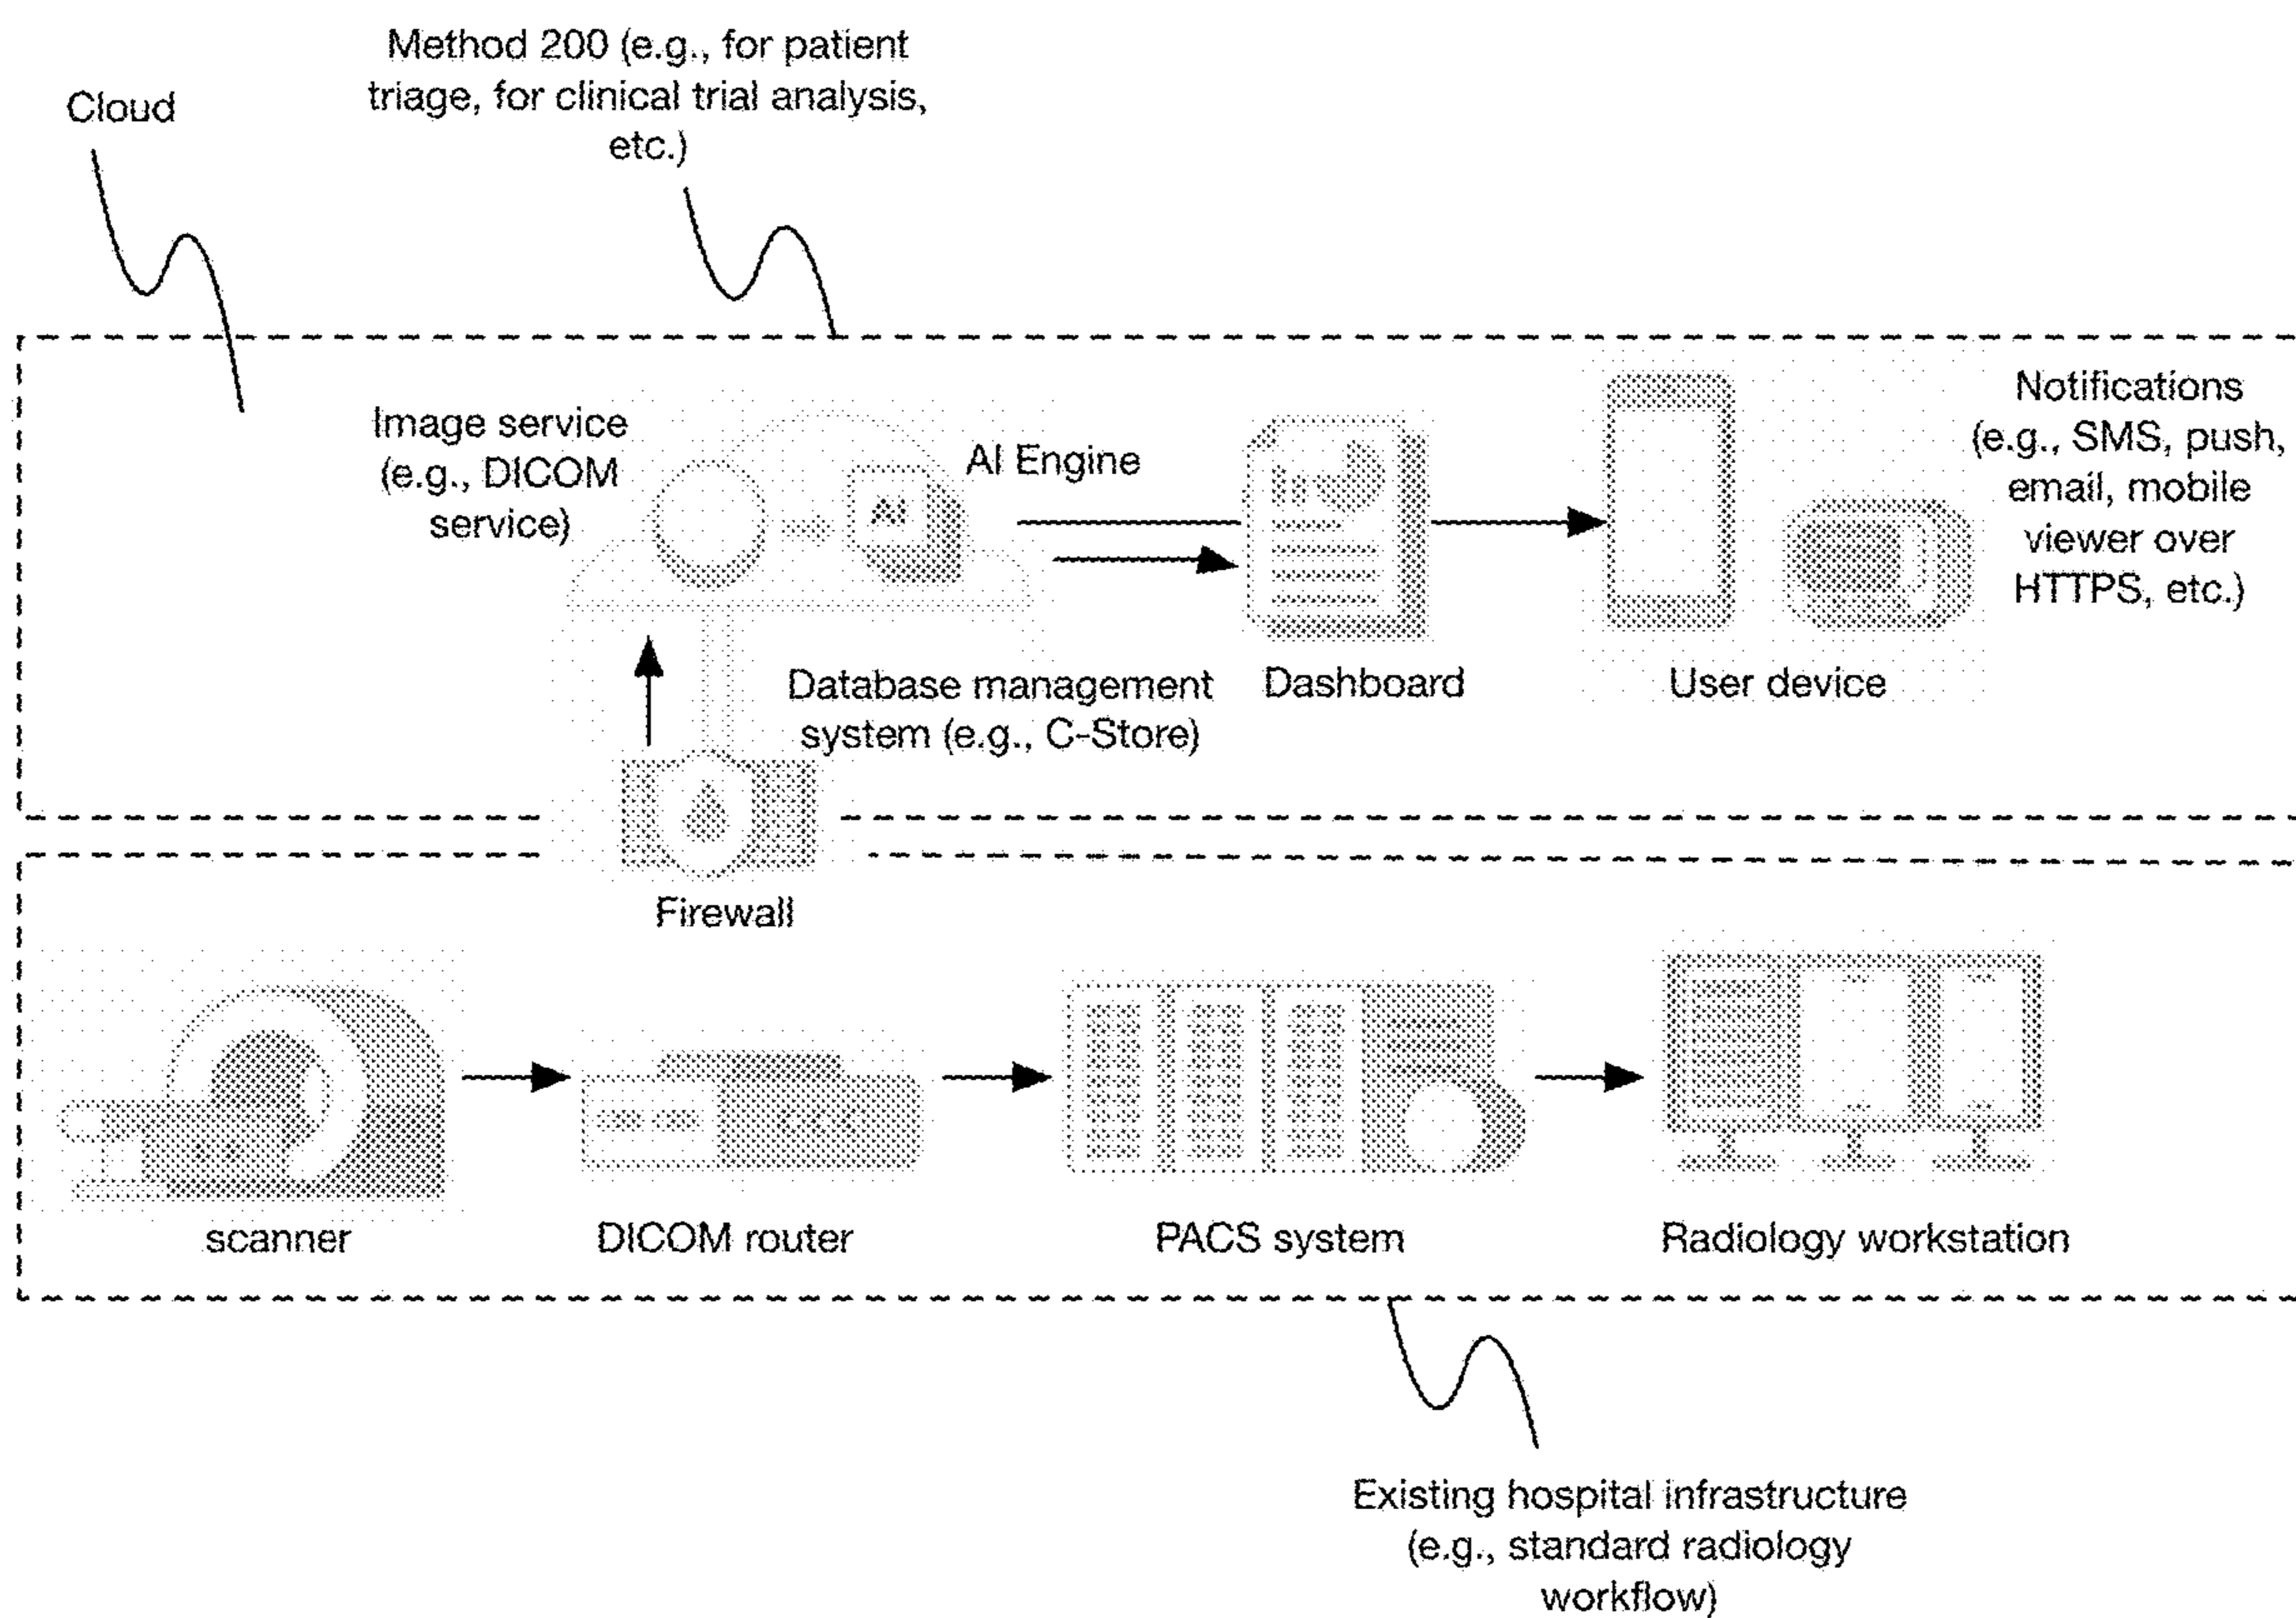 Method 200 (e.g., for patient
triage, for clinical trial analysis,
etc.)
Cloud
Image service
(e.g., DICOM
service)
AI
AI Engine
Notifications
(e.g., SMS, push,
email, mobile
viewer over
HTTPS, etc.)
Database management
system (e.g., C-Store)
Dashboard
User device
Firewall
scanner
DICOM router
PACS system
Radiology workstation
Existing hospital infrastructure
(e.g., standard radiology
workflow)